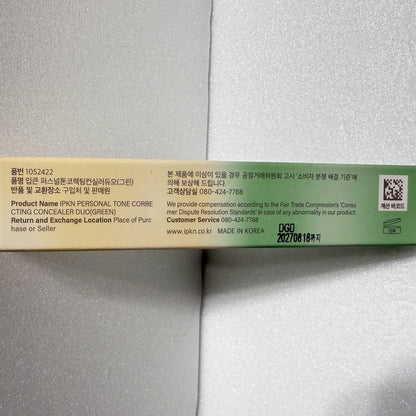 품번 1052422
품명 입큰 퍼스널톤코렉팅컨실러듀오(그린)
반품 및 교환장소 구입처 및 판매원
Product Name IPKN PERSONAL TONE CORRE
CTING CONCEALER DUO(GREEN)
Return and Exchange Location Place of Purc
hase or Seller
본 제품에 이상이 있을 경우 공정거래위원회 고시 '소비자 분쟁 해결 기준'에
의해 보상해 드립니다.
고객상담실 080-424-7788
We provide compensation according to the Fair Trade Commission's 'Consu
mer Dispute Resolution Standards' in case of any abnormality in our product.
Customer Service 080-424-7788
www.ipkn.co.kr MADE IN KOREA
DGD
20270818까지
계산 바코드
12M